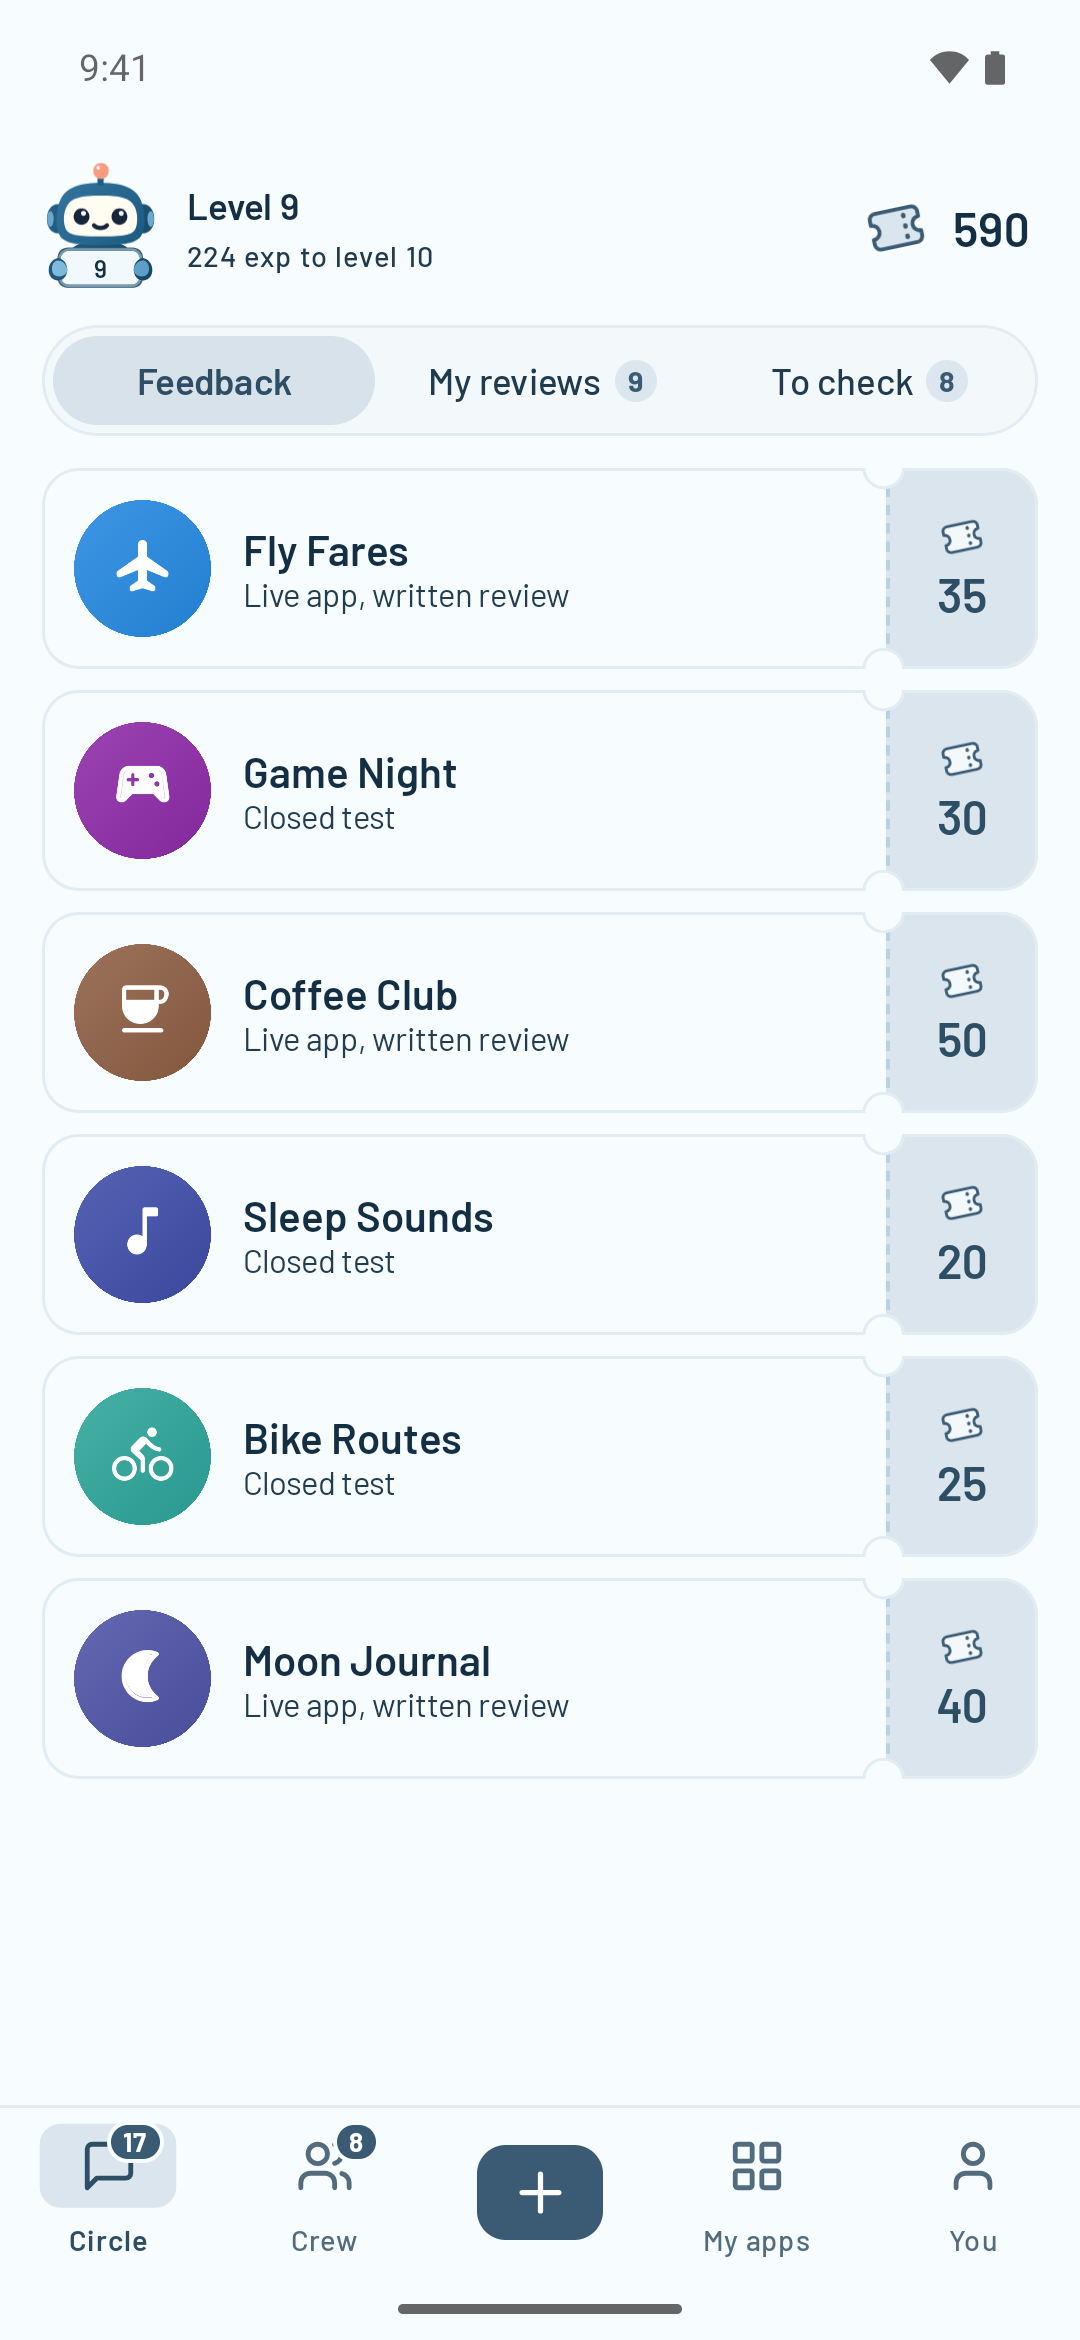 9:41
Level 9
224 exp to level 10
590
9
Feedback
My reviews 9
To check 8
Fly Fares
Live app, written review
35
Game Night
Closed test
30
Coffee Club
Live app, written review
50
Sleep Sounds
Closed test
20
Bike Routes
Closed test
25
Moon Journal
Live app, written review
40
17
8
Circle
Crew
My apps
You